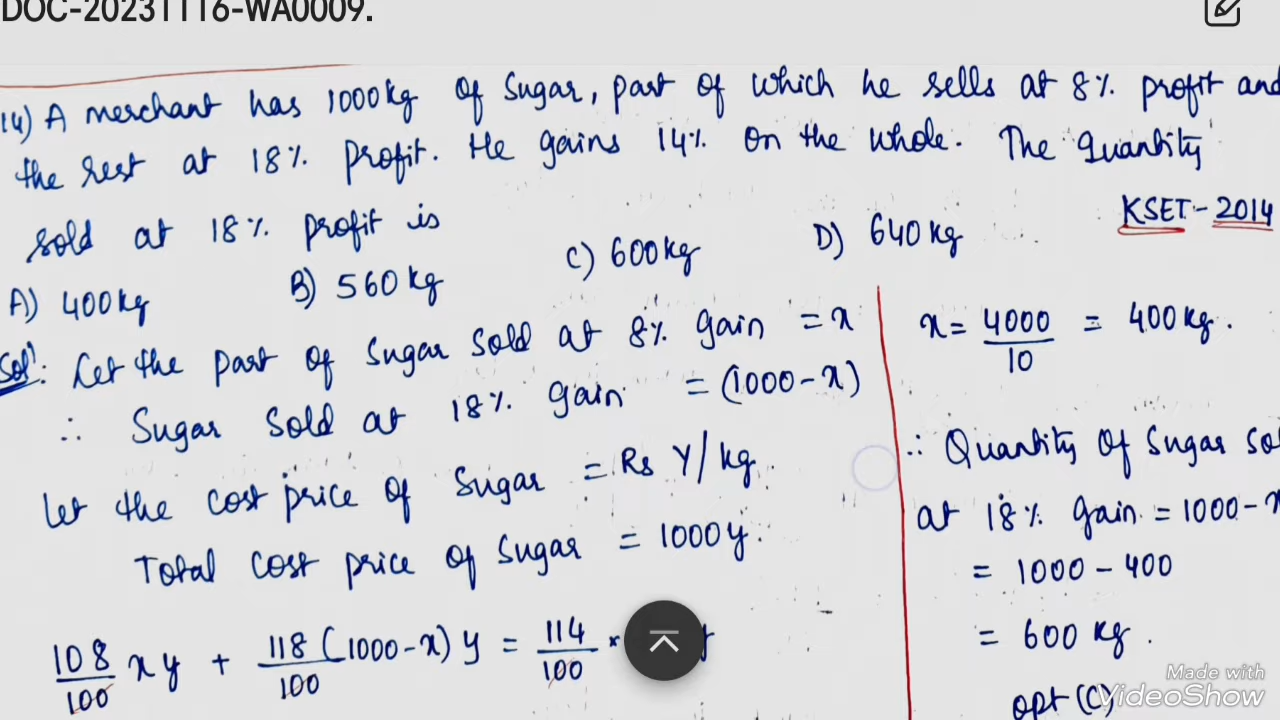 DOC-20231116-WA0009.
14) A merchant has 1000kg of Sugar, part of which he sells at 8% profit and
the rest at 18% profit. He gains 14% on the whole. The quantity
sold at 18% profit is
KSET-2014
A) 400kg B) 560kg C) 600kg D) 640kg
Sol': Let the part of sugar sold at 8% gain = x
∴ Sugar sold at 18% gain = (1000-x)
Let the cost price of sugar = Rs Y/kg
Total cost price of sugar = 1000y.
108/100 xy + 118/100 (1000-x) y = 114/100 ×
x = 4000/10 = 400kg.
∴ Quantity of sugar
at 18% gain = 1000-x
= 1000-400
= 600 kg.
opt (C)
Made with
VideoShow